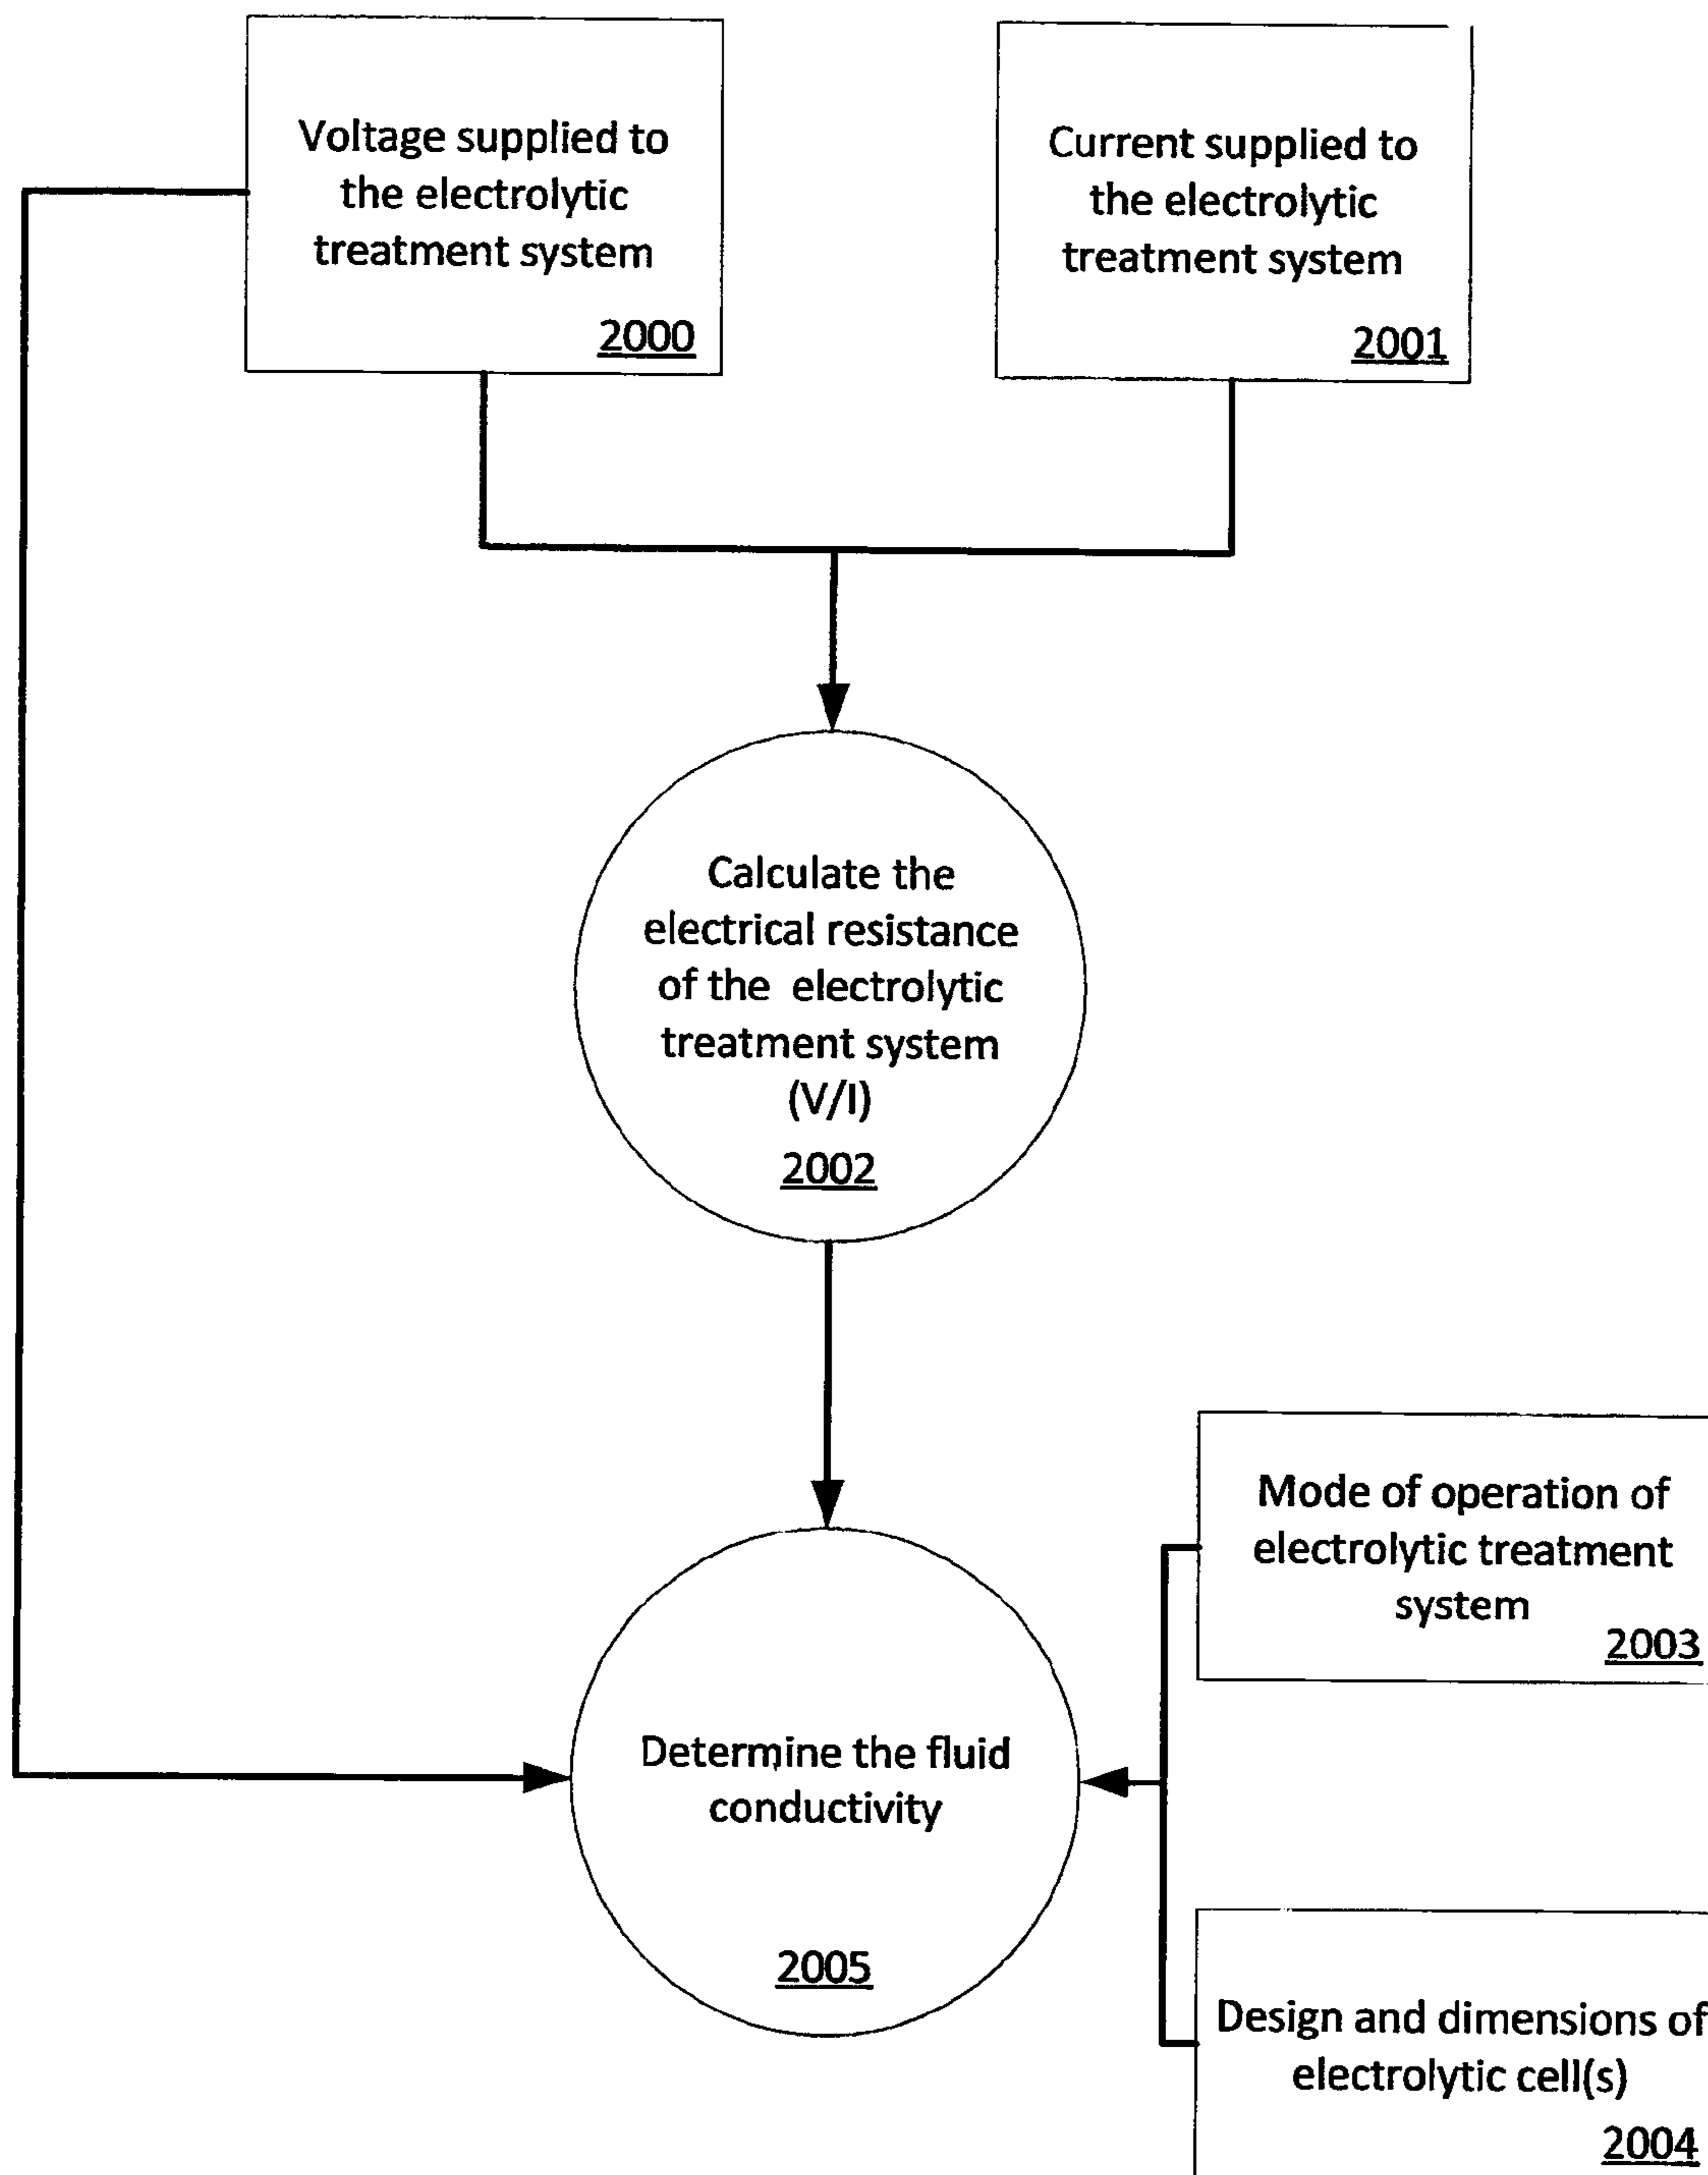 Voltage supplied to
the electrolytic
treatment system
2000
Current supplied to
the electrolytic
treatment system
2001
Calculate the
electrical resistance
of the electrolytic
treatment system
(V/I)
2002
Mode of operation of
electrolytic treatment
system
2003
Determine the fluid
conductivity
2005
Design and dimensions of
electrolytic cell(s)
2004